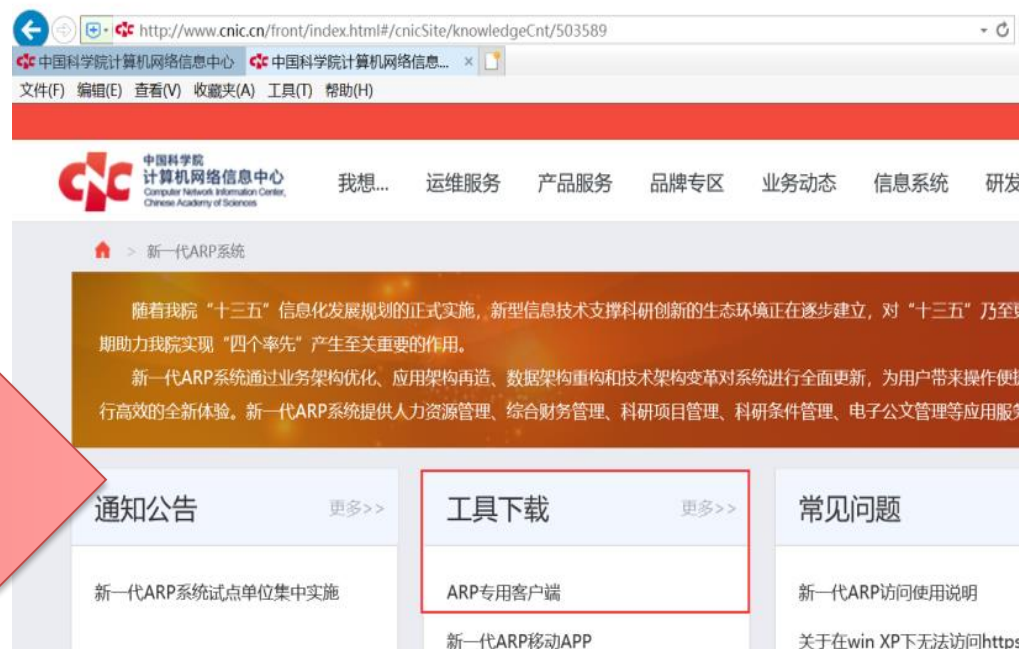 http://www.cnic.cn/front/index.html#/cnicSite/knowledgeCnt/503589
中国科学院计算机网络信息中心 中国科学院计算机网络信息... ×
文件(F) 编辑(E) 查看(V) 收藏夹(A) 工具(T) 帮助(H)
中国科学院
计算机网络信息中心
Computer Network Information Center,
Chinese Academy of Sciences
我想... 运维服务 产品服务 品牌专区 业务动态 信息系统 研发
> 新一代ARP系统
随着我院“十三五”信息化发展规划的正式实施，新型信息技术支撑科研创新的生态环境正在逐步建立，对“十三五”乃至更
期助力我院实现“四个率先”产生至关重要的作用。
新一代ARP系统通过业务架构优化、应用架构再造、数据架构重构和技术架构变革对系统进行全面更新，为用户带来操作便捷
行高效的全新体验。新一代ARP系统提供人力资源管理、综合财务管理、科研项目管理、科研条件管理、电子公文管理等应用服务
通知公告 更多>>
新一代ARP系统试点单位集中实施
工具下载 更多>>
ARP专用客户端
新一代ARP移动APP
常见问题
新一代ARP访问使用说明
关于在win XP下无法访问https